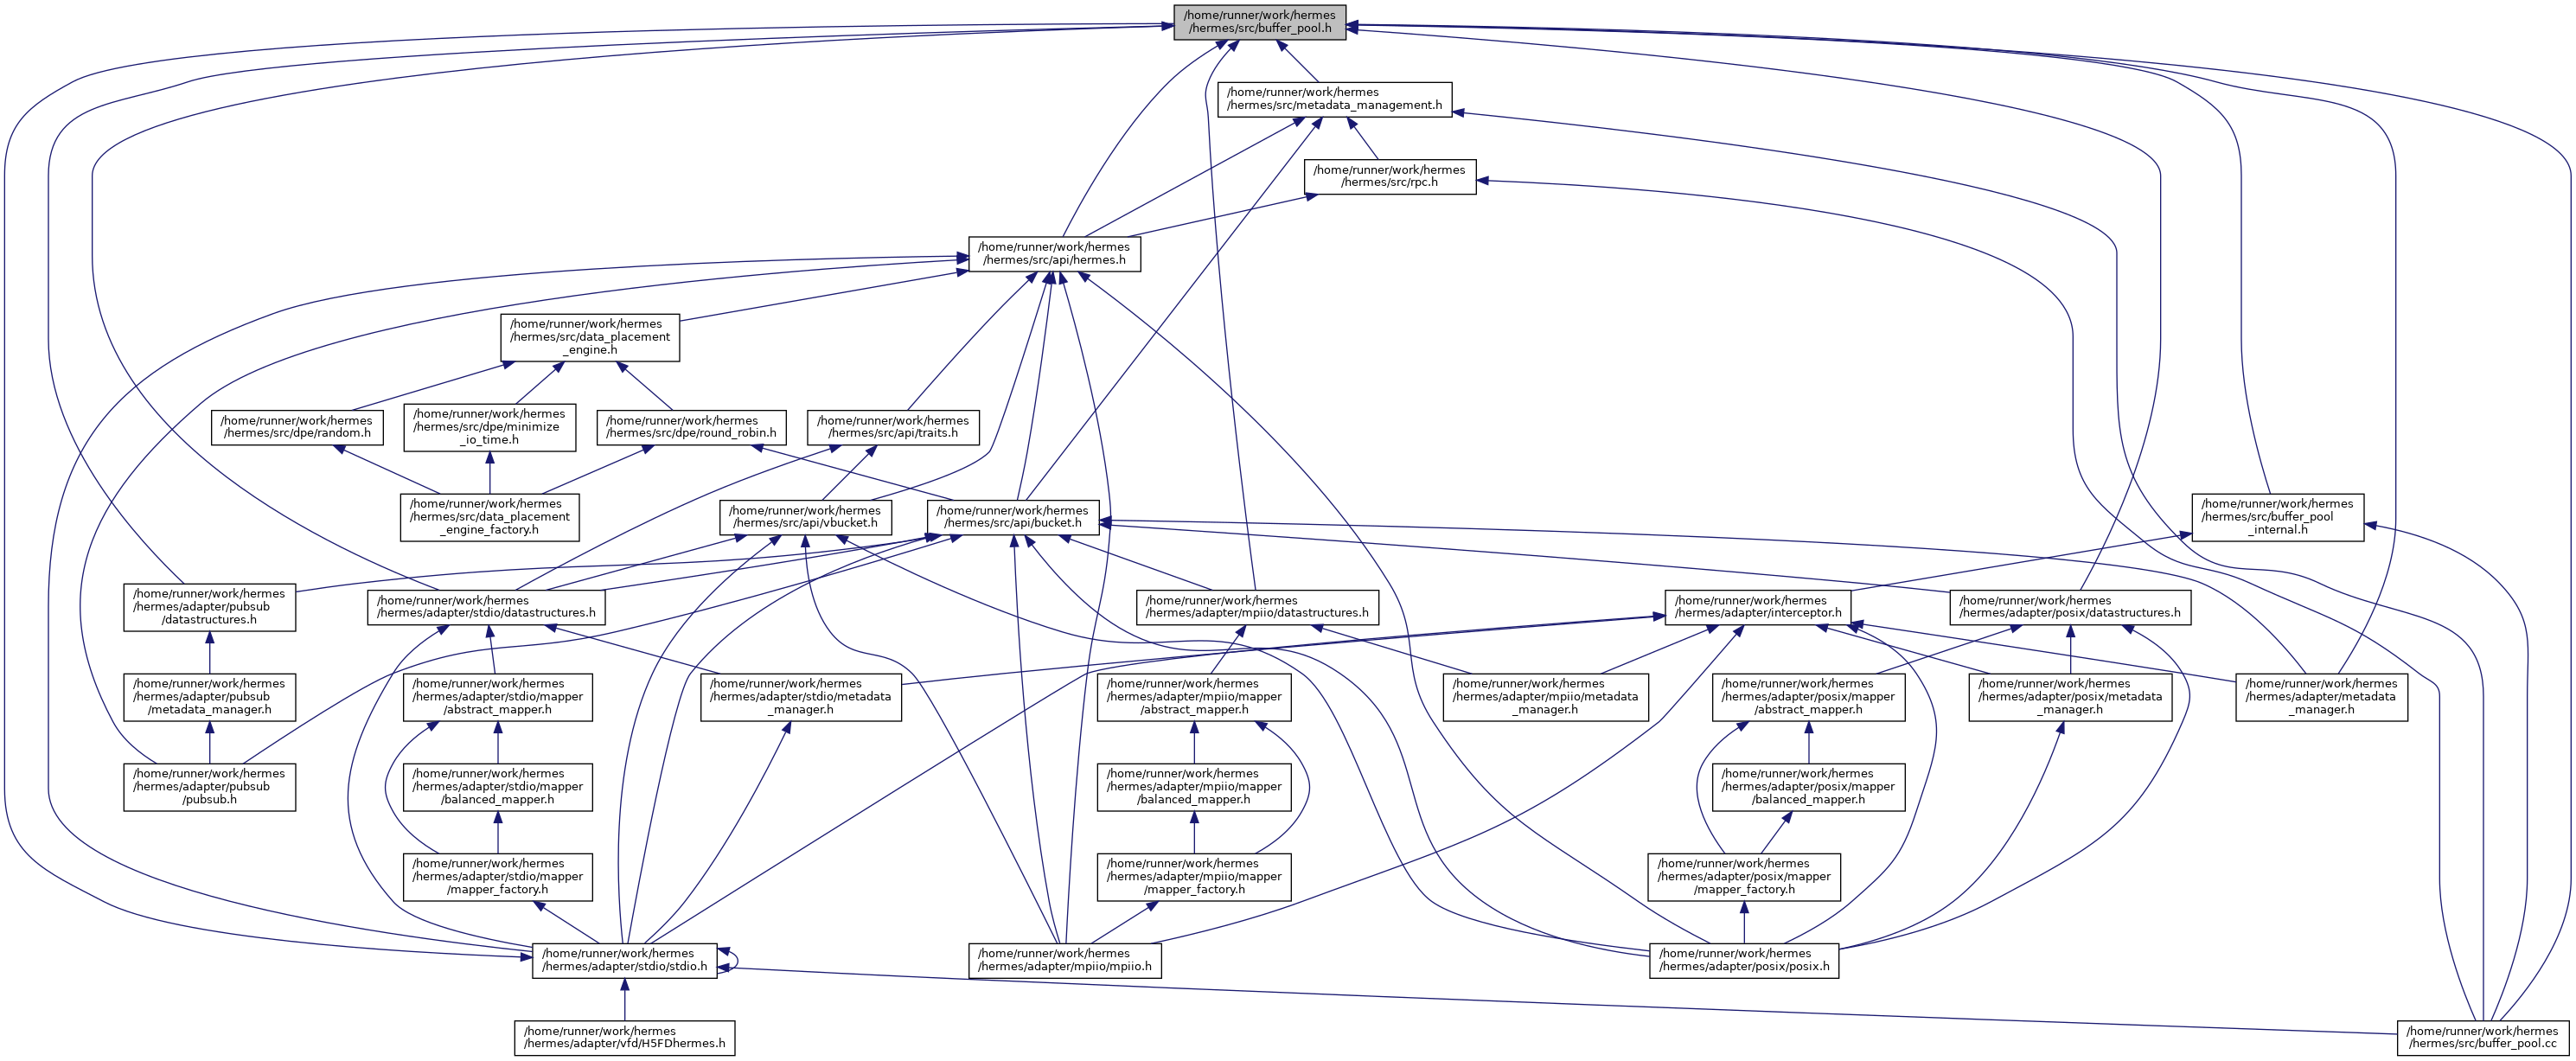 /home/runner/work/hermes
/hermes/src/buffer_pool.h
/home/runner/work/hermes
/hermes/src/metadata_management.h
/home/runner/work/hermes
/hermes/src/rpc.h
/home/runner/work/hermes
/hermes/src/api/hermes.h
/home/runner/work/hermes
/hermes/src/data_placement
_engine.h
/home/runner/work/hermes
/hermes/src/dpe/random.h
/home/runner/work/hermes
/hermes/src/dpe/minimize
_io_time.h
/home/runner/work/hermes
/hermes/src/dpe/round_robin.h
/home/runner/work/hermes
/hermes/src/api/traits.h
/home/runner/work/hermes
/hermes/src/data_placement
_engine_factory.h
/home/runner/work/hermes
/hermes/src/api/vbucket.h
/home/runner/work/hermes
/hermes/src/api/bucket.h
/home/runner/work/hermes
/hermes/src/buffer_pool
_internal.h
/home/runner/work/hermes
/hermes/adapter/pubsub
/datastructures.h
/home/runner/work/hermes
/hermes/adapter/stdio/datastructures.h
/home/runner/work/hermes
/hermes/adapter/mpiio/datastructures.h
/home/runner/work/hermes
/hermes/adapter/interceptor.h
/home/runner/work/hermes
/hermes/adapter/posix/datastructures.h
/home/runner/work/hermes
/hermes/adapter/pubsub
/metadata_manager.h
/home/runner/work/hermes
/hermes/adapter/stdio/mapper
/abstract_mapper.h
/home/runner/work/hermes
/hermes/adapter/stdio/metadata
_manager.h
/home/runner/work/hermes
/hermes/adapter/mpiio/mapper
/abstract_mapper.h
/home/runner/work/hermes
/hermes/adapter/mpiio/metadata
_manager.h
/home/runner/work/hermes
/hermes/adapter/posix/mapper
/abstract_mapper.h
/home/runner/work/hermes
/hermes/adapter/posix/metadata
_manager.h
/home/runner/work/hermes
/hermes/adapter/metadata
_manager.h
/home/runner/work/hermes
/hermes/adapter/pubsub
/pubsub.h
/home/runner/work/hermes
/hermes/adapter/stdio/mapper
/balanced_mapper.h
/home/runner/work/hermes
/hermes/adapter/mpiio/mapper
/balanced_mapper.h
/home/runner/work/hermes
/hermes/adapter/posix/mapper
/balanced_mapper.h
/home/runner/work/hermes
/hermes/adapter/stdio/mapper
/mapper_factory.h
/home/runner/work/hermes
/hermes/adapter/mpiio/mapper
/mapper_factory.h
/home/runner/work/hermes
/hermes/adapter/posix/mapper
/mapper_factory.h
/home/runner/work/hermes
/hermes/adapter/stdio/stdio.h
/home/runner/work/hermes
/hermes/adapter/mpiio/mpiio.h
/home/runner/work/hermes
/hermes/adapter/posix/posix.h
/home/runner/work/hermes
/hermes/adapter/vfd/H5FDhermes.h
/home/runner/work/hermes
/hermes/src/buffer_pool.cc